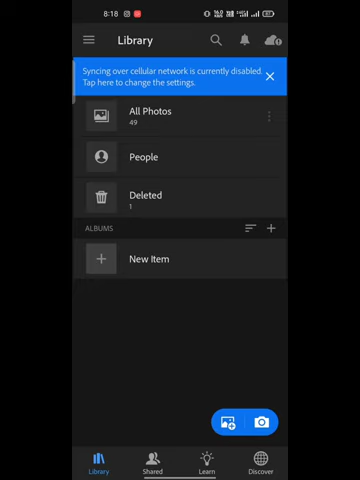 8:18
Library
Syncing over cellular network is currently disabled.
Tap here to change the settings.
All Photos
49
People
Deleted
1
ALBUMS
New Item
Library
Shared
Learn
Discover